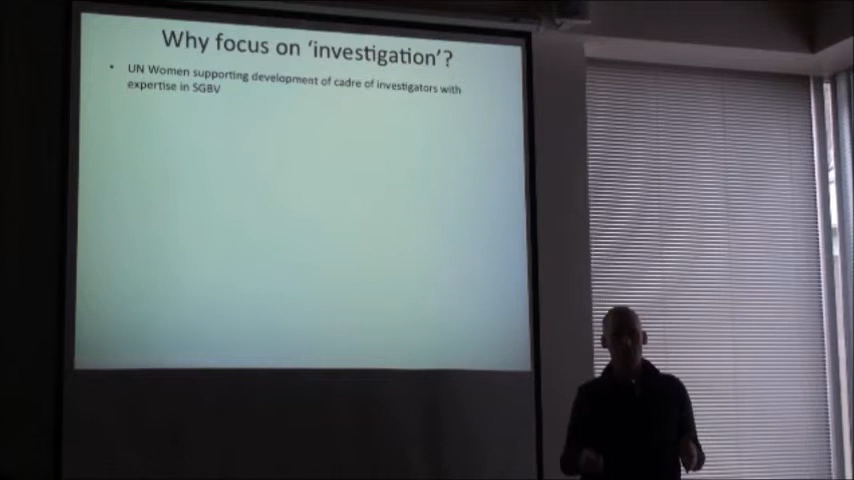 Why focus on ‘investigation’?
• UN Women supporting development of cadre of investigators with
expertise in SGBV